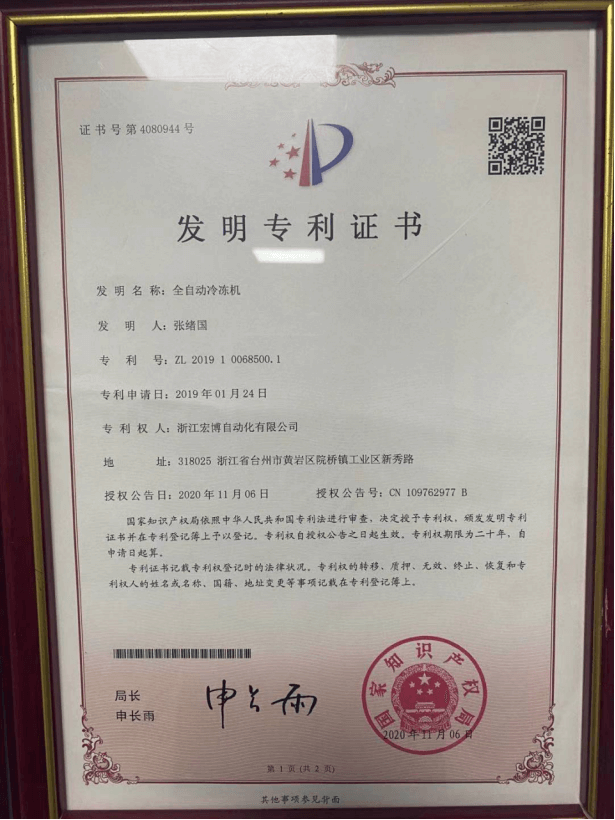 证书号第4080944号
发明专利证书
发明名称：全自动冷冻机
发明人：张绪国
专利号：ZL 2019 1 0068500.1
专利申请日：2019年01月24日
专利权人：浙江宏博自动化有限公司
地址：318025 浙江省台州市黄岩区院桥镇工业区新秀路
授权公告日：2020年11月06日 授权公告号：CN 109762977 B
国家知识产权局依照中华人民共和国专利法进行审查，决定授予专利权，颁发发明专利
证书并在专利登记簿上予以登记。专利权自授权公告之日起生效。专利权期限为二十年，自
申请日起算。
专利证书记载专利权登记时的法律状况。专利权的转移、质押、无效、终止、恢复和专
利权人的姓名或名称、国籍、地址变更等事项记载在专利登记簿上。
局长
申长雨
申长雨
国家知识产权局
2020年11月06日
第1页（共2页）
其他事项参见背面